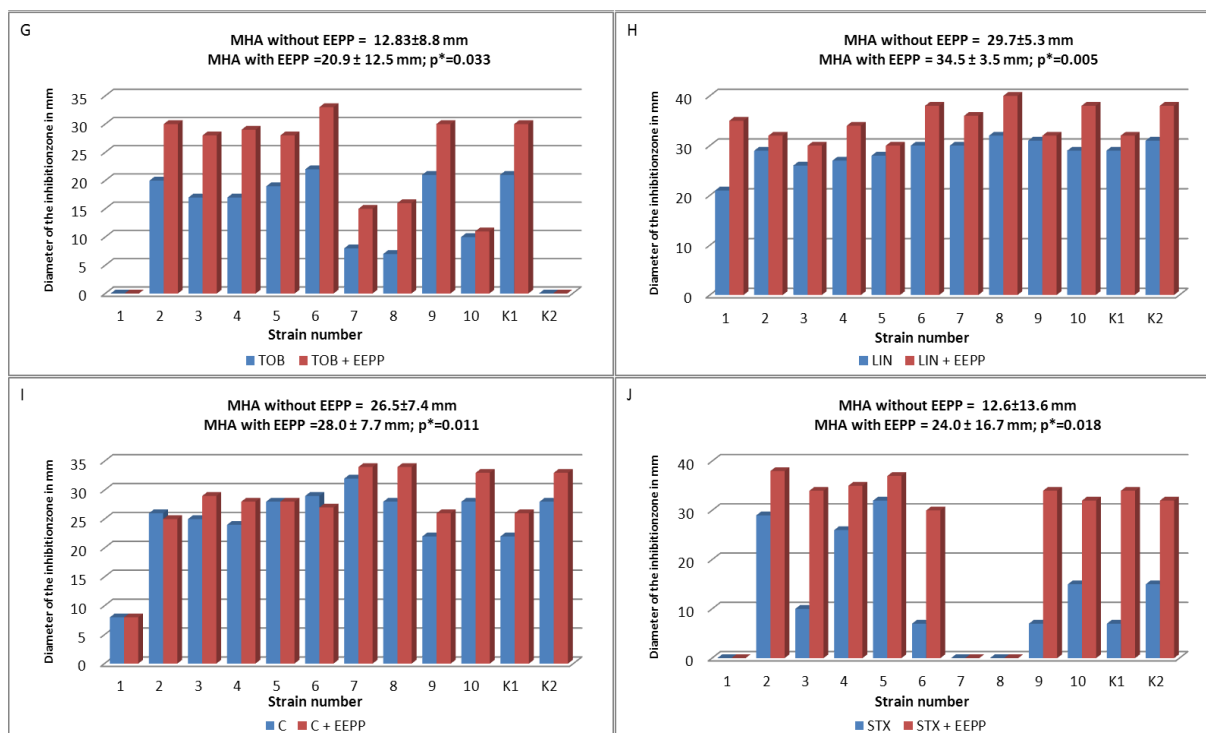 G
MHA without EEPP = 12.83±8.8 mm
MHA with EEPP =20.9 ± 12.5 mm; p*=0.033
Diameter of the inhibitionzone in mm
35
30
25
20
15
10
5
0
1 2 3 4 5 6 7 8 9 10 K1 K2
Strain number
TOB TOB + EEPP
H
MHA without EEPP = 29.7±5.3 mm
MHA with EEPP = 34.5 ± 3.5 mm; p*=0.005
Diameter of the inhibitionzone in mm
40
30
20
10
0
1 2 3 4 5 6 7 8 9 10 K1 K2
Strain number
LIN LIN + EEPP
I
MHA without EEPP = 26.5±7.4 mm
MHA with EEPP =28.0 ± 7.7 mm; p*=0.011
Diameter of the inhibitionzone in mm
35
30
25
20
15
10
5
0
1 2 3 4 5 6 7 8 9 10 K1 K2
Strain number
C C + EEPP
J
MHA without EEPP = 12.6±13.6 mm
MHA with EEPP = 24.0 ± 16.7 mm; p*=0.018
Diameter of the inhibitionzone in mm
40
30
20
10
0
1 2 3 4 5 6 7 8 9 10 K1 K2
Strain number
STX STX + EEPP